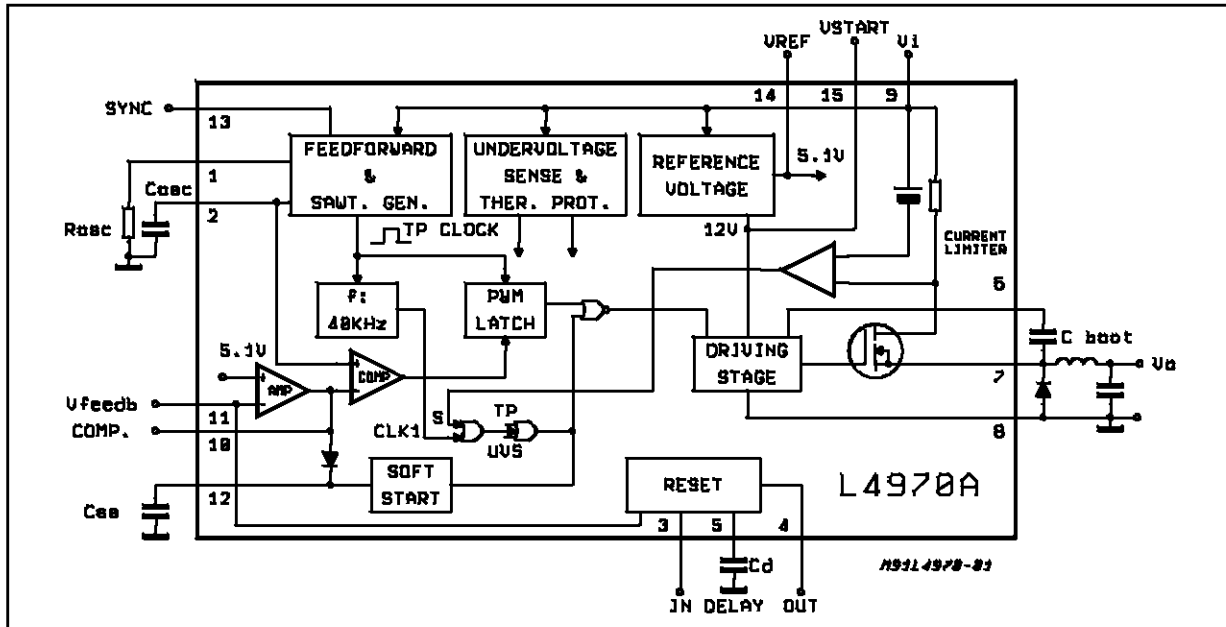 VSTART
VREF
Vi
SYNC
13
14
15
9
FEEDFORWARD
&
SAWT. GEN.
UNDERVOLTAGE
SENSE &
THER. PROT.
REFERENCE
VOLTAGE
5.1V
1
Cosc
2
Rosc
TP CLOCK
12V
CURRENT
LIMITER
6
f:
40KHz
PWM
LATCH
DRIVING
STAGE
C boot
Vo
7
5.1V
AMP
COMP
Vfeedb
11
COMP.
10
S
TP
CLK1
UVS
8
SOFT
START
RESET
L4970A
12
Css
3
5
4
Cd
M91L4970-01
IN
DELAY
OUT